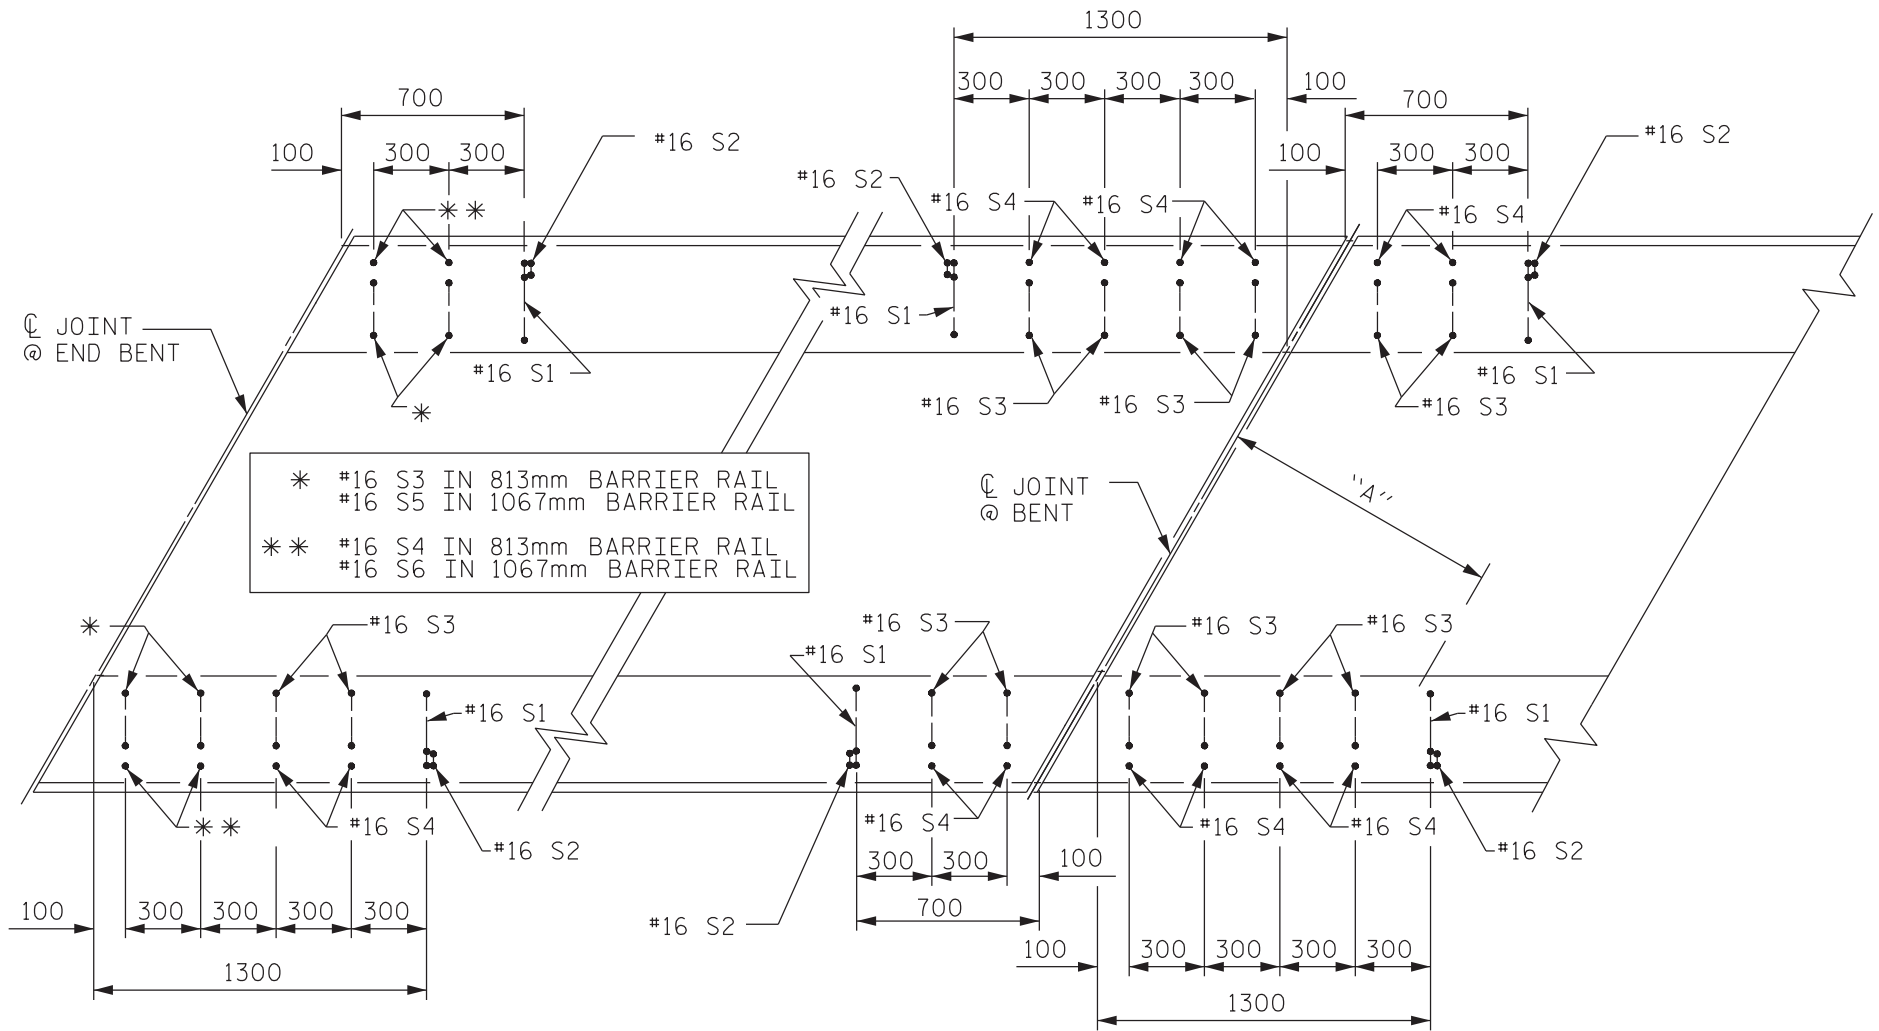 1300
300 300 300 300 100
700
700
#16 S2
#16 S2
100 300 300
100 300 300
#16 S2
#16 S4 #16 S4
** #16 S4
℄ JOINT
@ END BENT
#16 S1
#16 S1
#16 S1
*
#16 S3
#16 S3
#16 S3
* #16 S3 IN 813mm BARRIER RAIL
#16 S5 IN 1067mm BARRIER RAIL
** #16 S4 IN 813mm BARRIER RAIL
#16 S6 IN 1067mm BARRIER RAIL
℄ JOINT
@ BENT
"A"
*
#16 S3
#16 S3
#16 S3
#16 S3
#16 S1
#16 S1
#16 S1
**
#16 S4
#16 S4
#16 S4
#16 S4
#16 S2
#16 S2
300 300 100
100 300 300 300 300
700
#16 S2
100 300 300 300 300
1300
1300